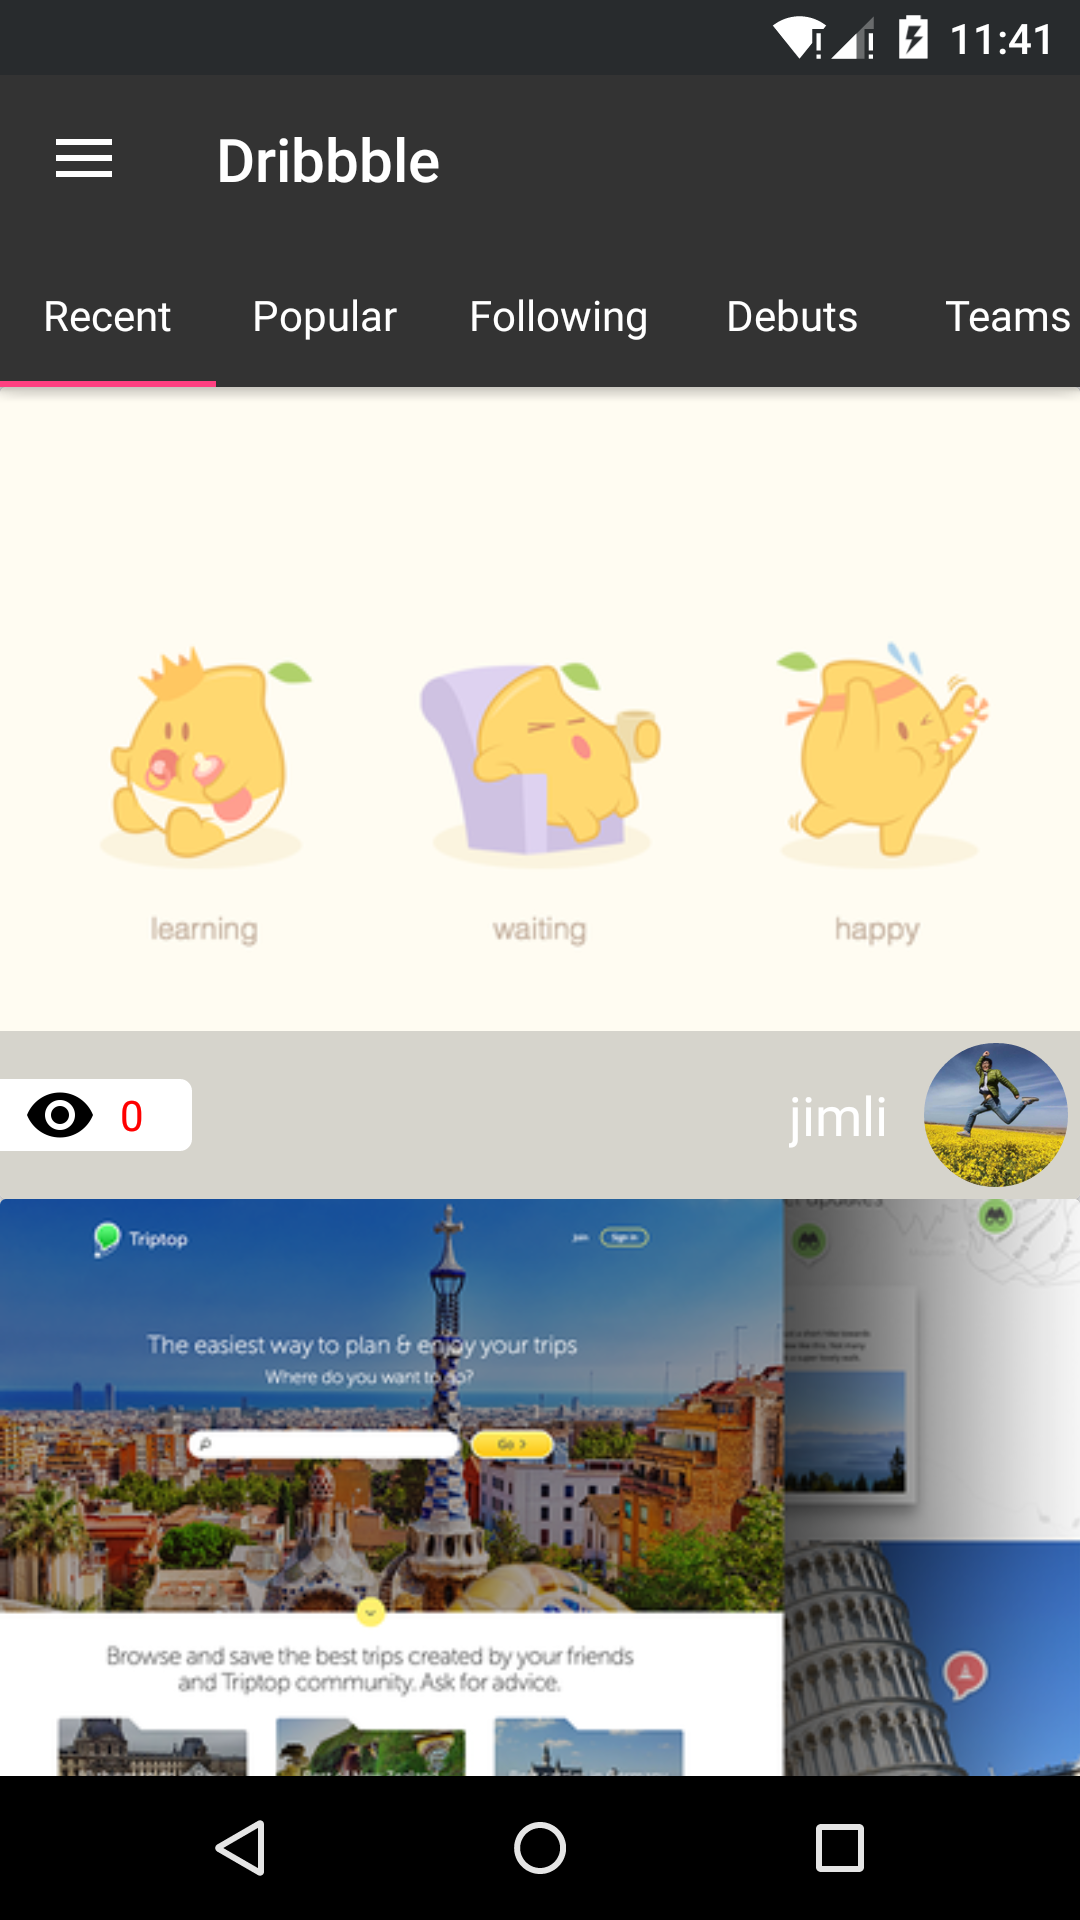 11:41
Dribbble
Recent Popular Following Debuts Teams
learning waiting happy
0 jimli
Triptop Join Sign in
The easiest way to plan & enjoy your trips
Where do you want to go?
Go >
Browse and save the best trips created by your friends
and Triptop community. Ask for advice.